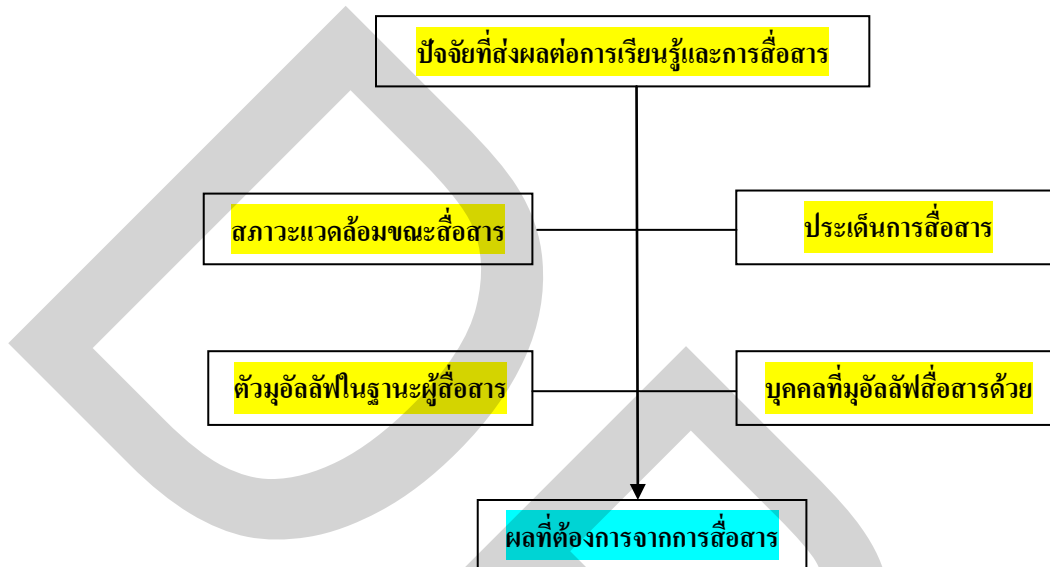 ปัจจัยที่ส่งผลต่อการเรียนรู้และการสื่อสาร
สภาวะแวดล้อมขณะสื่อสาร
ประเด็นการสื่อสาร
ตัวมุอัลลัฟในฐานะผู้สื่อสาร
บุคคลที่มุอัลลัฟสื่อสารด้วย
ผลที่ต้องการจากการสื่อสาร